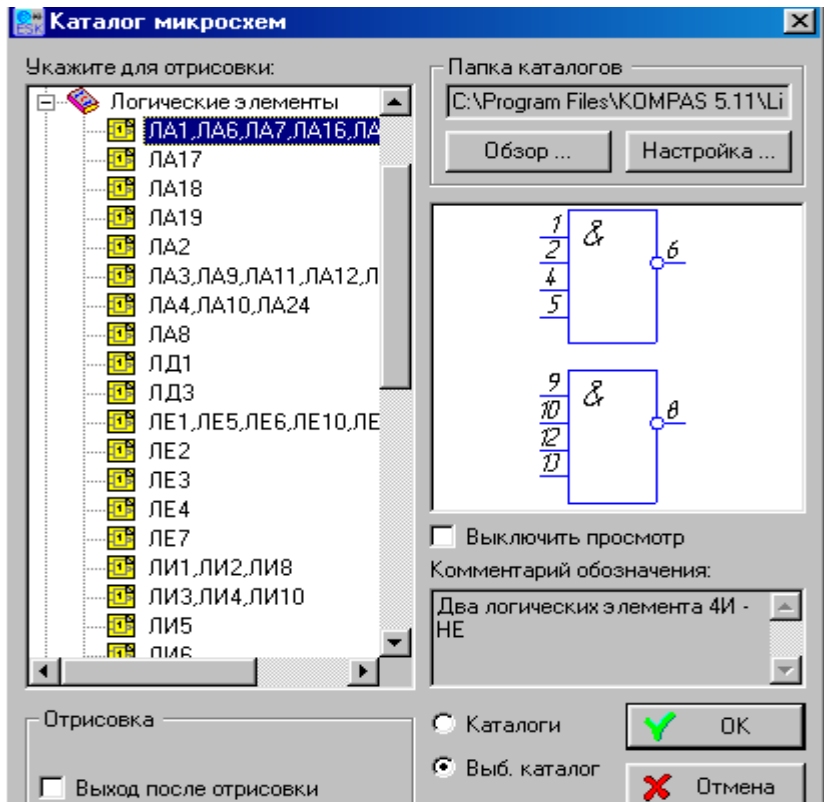 Каталог микросхем
Укажите для отрисовки:
Логические элементы
ЛА1,ЛА6,ЛА7,ЛА16,ЛА
ЛА17
ЛА18
ЛА19
ЛА2
ЛА3,ЛА9,ЛА11,ЛА12,Л
ЛА4,ЛА10,ЛА24
ЛА8
ЛД1
ЛД3
ЛЕ1,ЛЕ5,ЛЕ6,ЛЕ10,ЛЕ
ЛЕ2
ЛЕ3
ЛЕ4
ЛЕ7
ЛИ1,ЛИ2,ЛИ8
ЛИ3,ЛИ4,ЛИ10
ЛИ5
ЛИ6
Отрисовка
Выход после отрисовки
Папка каталогов
C:\Program Files\KOMPAS 5.11\Li
Обзор ...
Настройка ...
1
2
4
5
&
6
9
10
12
13
&
8
Выключить просмотр
Комментарий обозначения:
Два логических элемента 4И -
НЕ
Каталоги
OK
Выб. каталог
Отмена